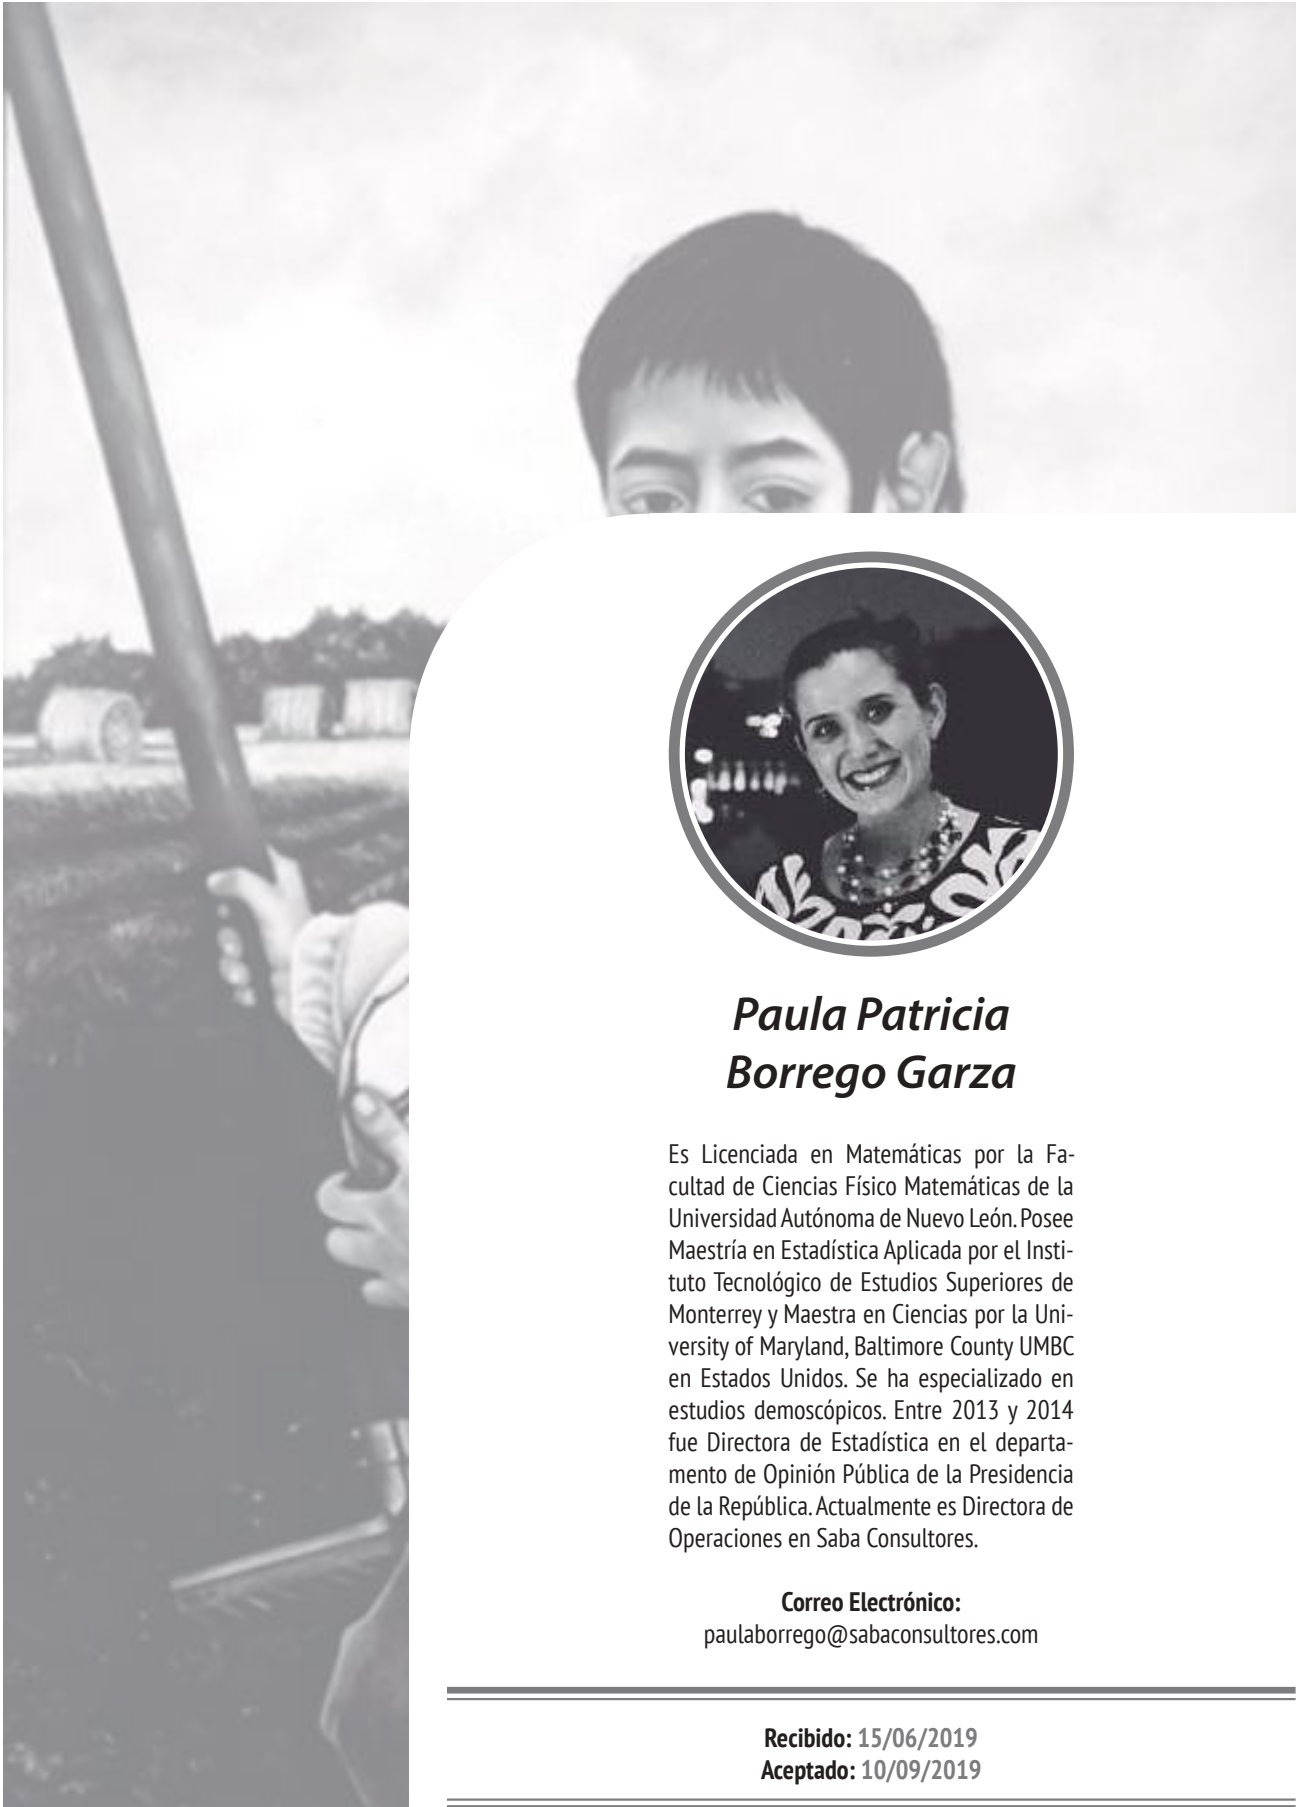 Paula Patricia
Borrego Garza
Es Licenciada en Matemáticas por la Fa-
cultad de Ciencias Físico Matemáticas de la
Universidad Autónoma de Nuevo León. Posee
Maestría en Estadística Aplicada por el Insti-
tuto Tecnológico de Estudios Superiores de
Monterrey y Maestra en Ciencias por la Uni-
versity of Maryland, Baltimore County UMBC
en Estados Unidos. Se ha especializado en
estudios demoscópicos. Entre 2013 y 2014
fue Directora de Estadística en el departa-
mento de Opinión Pública de la Presidencia
de la República. Actualmente es Directora de
Operaciones en Saba Consultores.
Correo Electrónico:
paulaborrego@sabaconsultores.com
Recibido: 15/06/2019
Aceptado: 10/09/2019